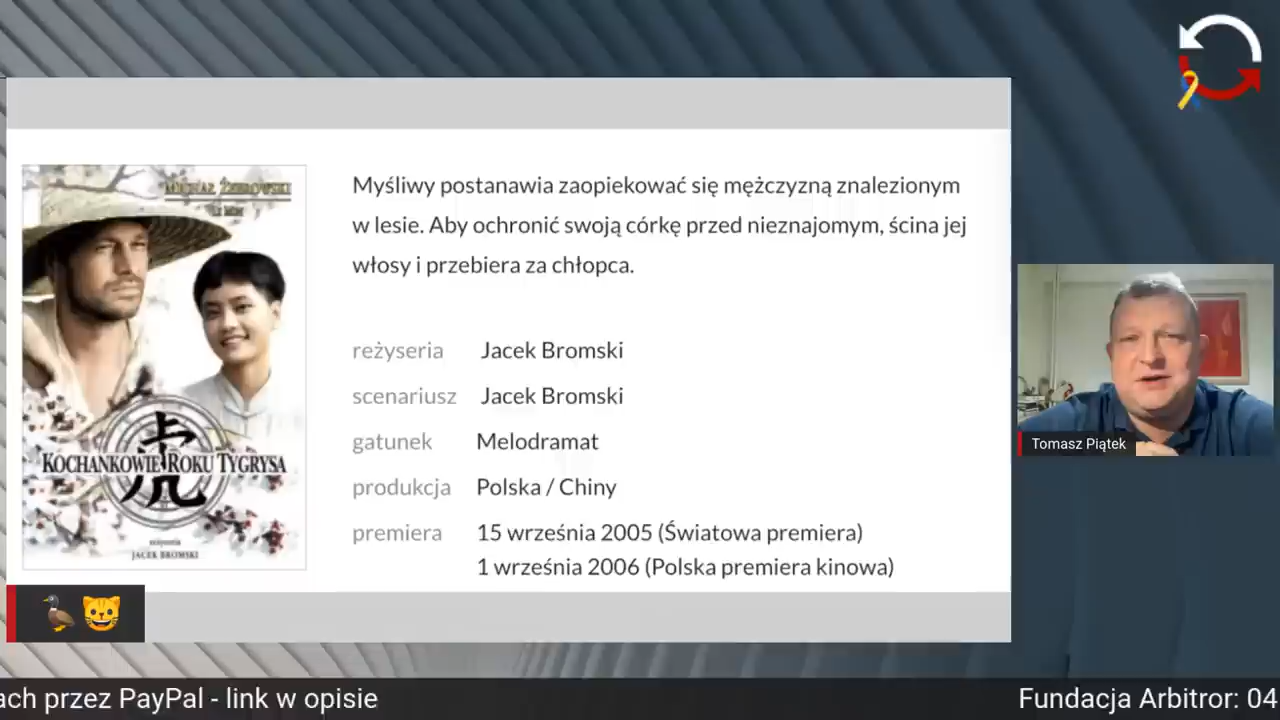 MICHAŁ ŻEBROWSKI
Myśliwy postanawia zaopiekować się mężczyzną znalezionym
w lesie. Aby ochronić swoją córkę przed nieznajomym, ścina jej
włosy i przebiera za chłopca.
reżyseria Jacek Bromski
scenariusz Jacek Bromski
gatunek Melodramat
produkcja Polska / Chiny
premiera 15 września 2005 (Światowa premiera)
1 września 2006 (Polska premiera kinowa)
虎
KOCHANKOWIE ROKU TYGRYSA
JACEK BROMSKI
Tomasz Piątek
ach przez PayPal - link w opisie
Fundacja Arbitror: 04